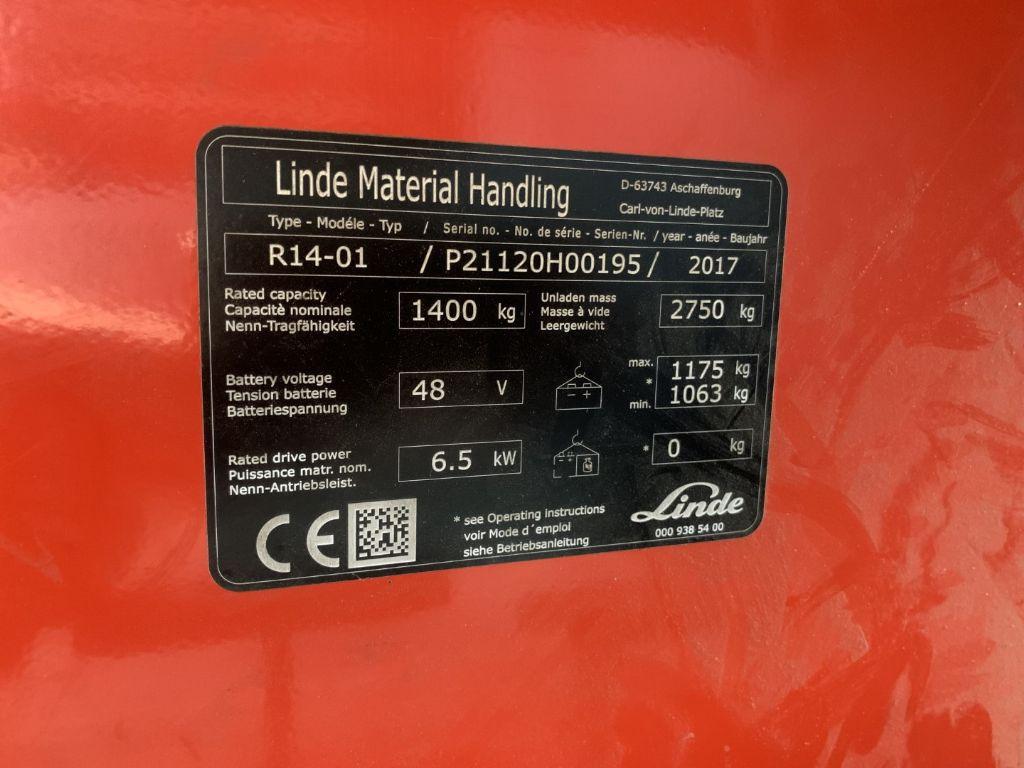 Linde Material Handling
D-63743 Aschaffenburg
Carl-von-Linde-Platz
Type - Modéle - Typ / Serial no. - No. de série - Serien-Nr. / year - anée - Baujahr
R14-01 / P21120H00195 / 2017
Rated capacity
Capacitè nominale
Nenn-Tragfähigkeit
1400 kg
Unladen mass
Masse à vide
Leergewicht
2750 kg
Battery voltage
Tension batterie
Batteriespannung
48 V
- +
max. 1175 kg
*
min. 1063 kg
Rated drive power
Puissance matr. nom.
Nenn-Antriebsleist.
6.5 kW
- +
* 0 kg
CE
* see Operating instructions
voir Mode d´emploi
siehe Betriebsanleitung
Linde
000 938 54 00